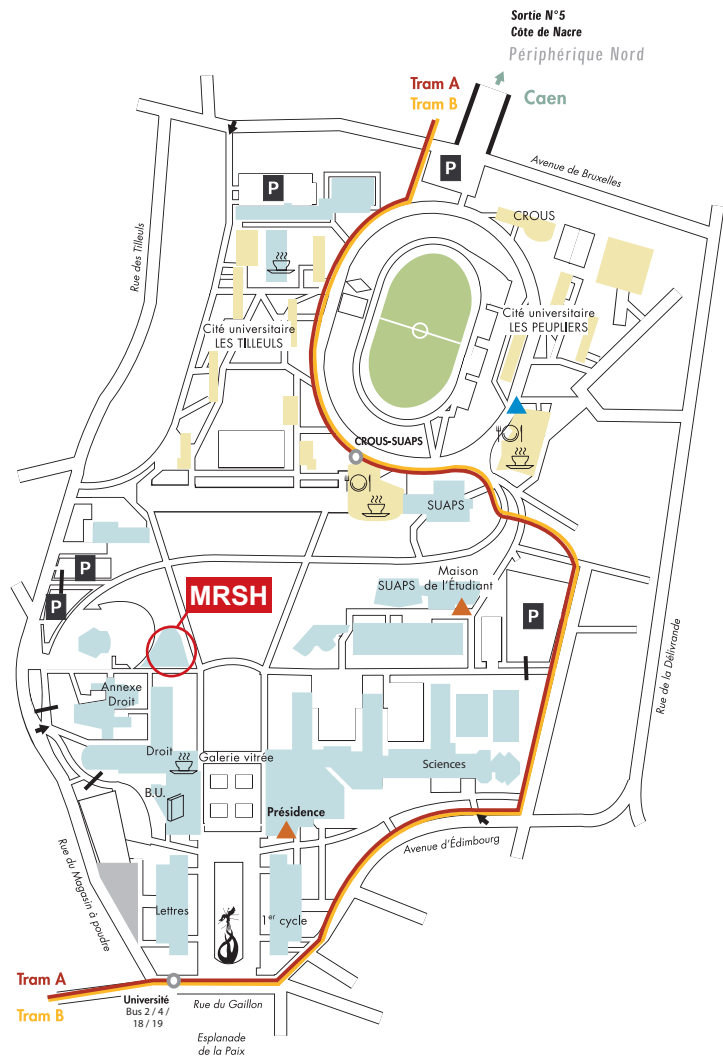 Sortie N°5
Côte de Nacre
Périphérique Nord
Tram A
Tram B
Caen
P
Avenue de Bruxelles
P
CROUS
Rue des Tilleuls
Cité universitaire
LES TILLEULS
Cité universitaire
LES PEUPLIERS
CROUS-SUAPS
SUAPS
P
P
MRSH
Maison
de l'Étudiant
SUAPS
P
Rue de la Délivrande
Annexe
Droit
Droit
Galerie vitrée
Sciences
B.U.
Présidence
Avenue d'Édimbourg
Rue du Magasin à poudre
Lettres
1er cycle
Tram A
Tram B
Université
Bus 2 / 4 /
18 / 19
Rue du Gaillon
Esplanade
de la Paix